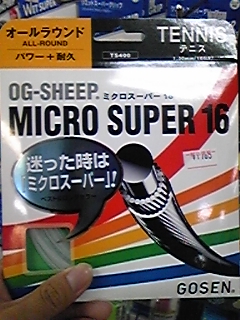 オールラウンド
ALL-ROUND
パワー+耐久
TENNIS
テニス
TS400
OG-SHEEP ミクロスーパー16
MICRO SUPER 16
迷った時は
「ミクロスーパー」!
GOSEN